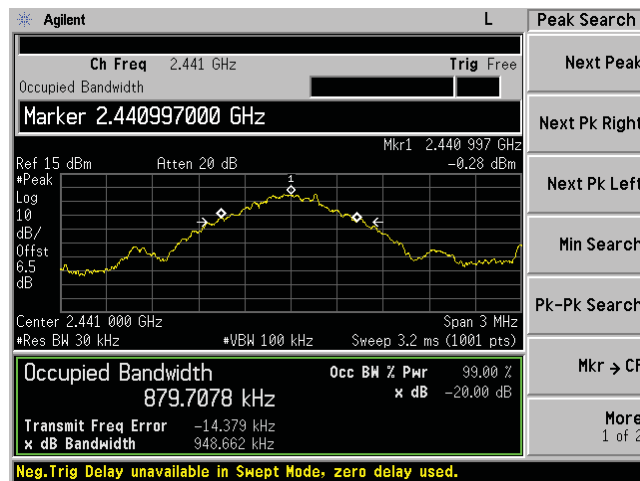 Agilent L Peak Search
Ch Freq 2.441 GHz Trig Free
Occupied Bandwidth
Marker 2.440997000 GHz
Mkr1 2.440 997 GHz
Ref 15 dBm Atten 20 dB -0.28 dBm
#Peak
Log
10
dB/
Offst
6.5
dB
1
Center 2.441 000 GHz Span 3 MHz
#Res BW 30 kHz #VBW 100 kHz Sweep 3.2 ms (1001 pts)
Occupied Bandwidth Occ BW % Pwr 99.00 %
879.7078 kHz x dB -20.00 dB
Transmit Freq Error -14.379 kHz
x dB Bandwidth 948.662 kHz
Neg.Trig Delay unavailable in Swept Mode, zero delay used.
Next Peak
Next Pk Right
Next Pk Left
Min Search
Pk-Pk Search
Mkr → CF
More
1 of 2